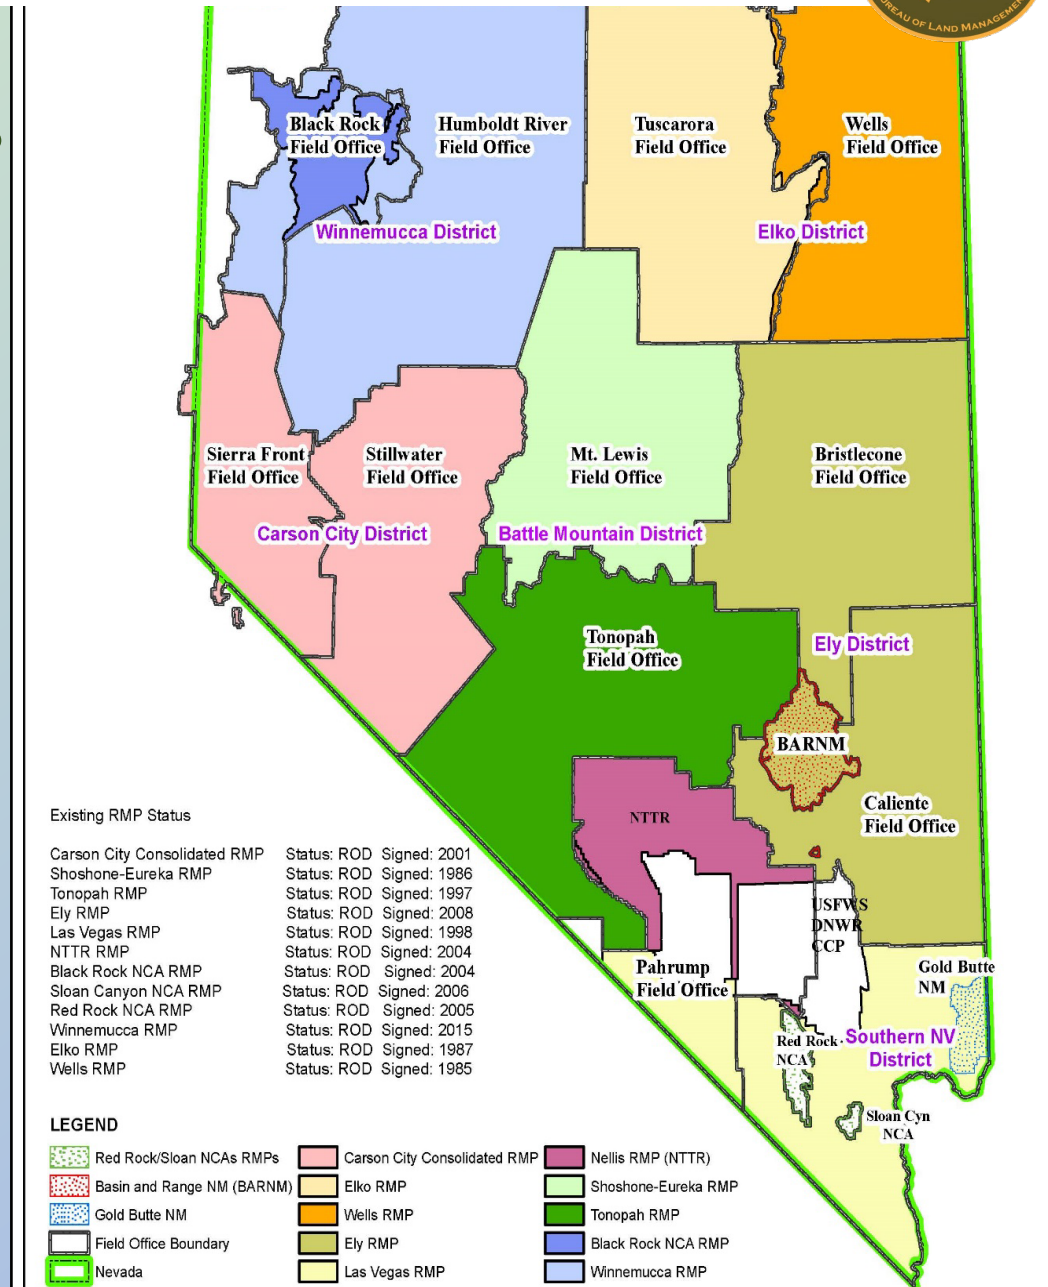 BUREAU OF LAND MANAGEMENT
Black Rock
Field Office
Humboldt River
Field Office
Tuscarora
Field Office
Wells
Field Office
Winnemucca District
Elko District
Sierra Front
Field Office
Stillwater
Field Office
Mt. Lewis
Field Office
Bristlecone
Field Office
Carson City District
Battle Mountain District
Tonopah
Field Office
Ely District
BARNM
Caliente
Field Office
NTTR
USFWS
DNWR
CCP
Pahrump
Field Office
Gold Butte
NM
Red Rock
NCA
Southern NV
District
Sloan Cyn
NCA
Existing RMP Status
Carson City Consolidated RMP Status: ROD Signed: 2001
Shoshone-Eureka RMP Status: ROD Signed: 1986
Tonopah RMP Status: ROD Signed: 1997
Ely RMP Status: ROD Signed: 2008
Las Vegas RMP Status: ROD Signed: 1998
NTTR RMP Status: ROD Signed: 2004
Black Rock NCA RMP Status: ROD Signed: 2004
Sloan Canyon NCA RMP Status: ROD Signed: 2006
Red Rock NCA RMP Status: ROD Signed: 2005
Winnemucca RMP Status: ROD Signed: 2015
Elko RMP Status: ROD Signed: 1987
Wells RMP Status: ROD Signed: 1985
LEGEND
Red Rock/Sloan NCAs RMPs
Basin and Range NM (BARNM)
Gold Butte NM
Field Office Boundary
Nevada
Carson City Consolidated RMP
Elko RMP
Wells RMP
Ely RMP
Las Vegas RMP
Nellis RMP (NTTR)
Shoshone-Eureka RMP
Tonopah RMP
Black Rock NCA RMP
Winnemucca RMP